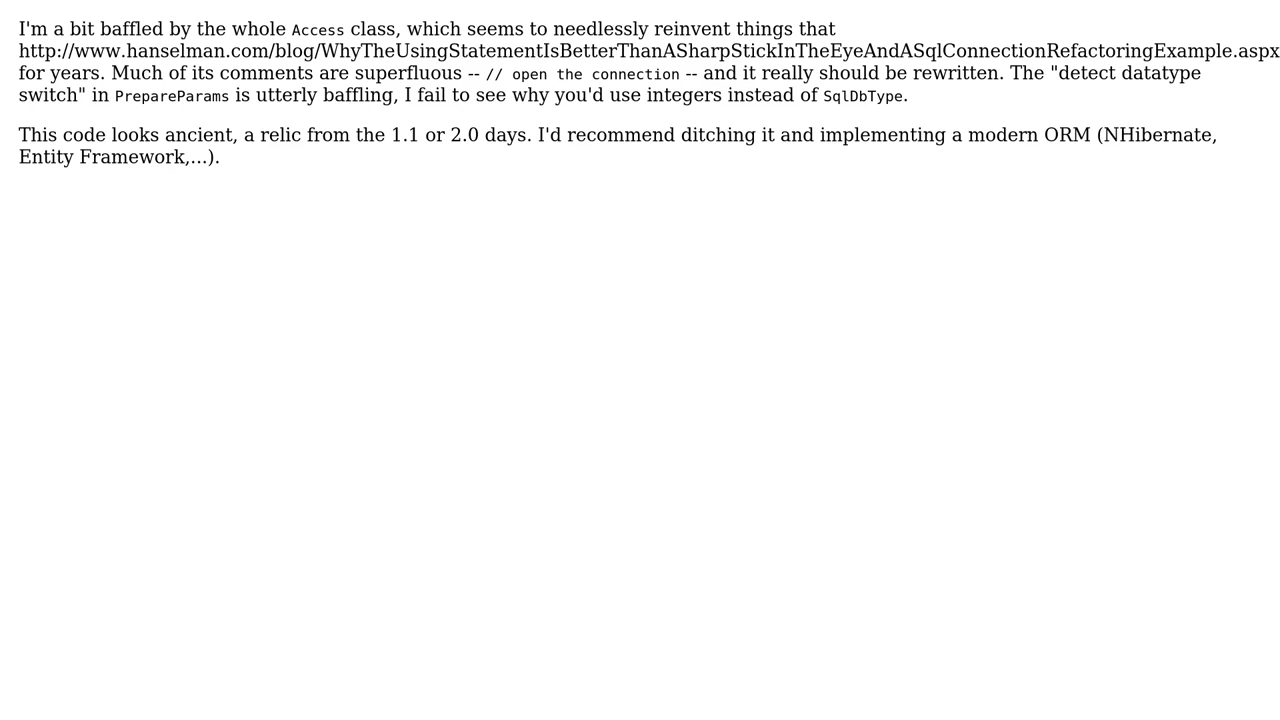 I'm a bit baffled by the whole Access class, which seems to needlessly reinvent things that
http://www.hanselman.com/blog/WhyTheUsingStatementIsBetterThanASharpStickInTheEyeAndASqlConnectionRefactoringExample.aspx
for years. Much of its comments are superfluous -- // open the connection -- and it really should be rewritten. The "detect datatype
switch" in PrepareParams is utterly baffling, I fail to see why you'd use integers instead of SqlDbType.
This code looks ancient, a relic from the 1.1 or 2.0 days. I'd recommend ditching it and implementing a modern ORM (NHibernate,
Entity Framework,...).